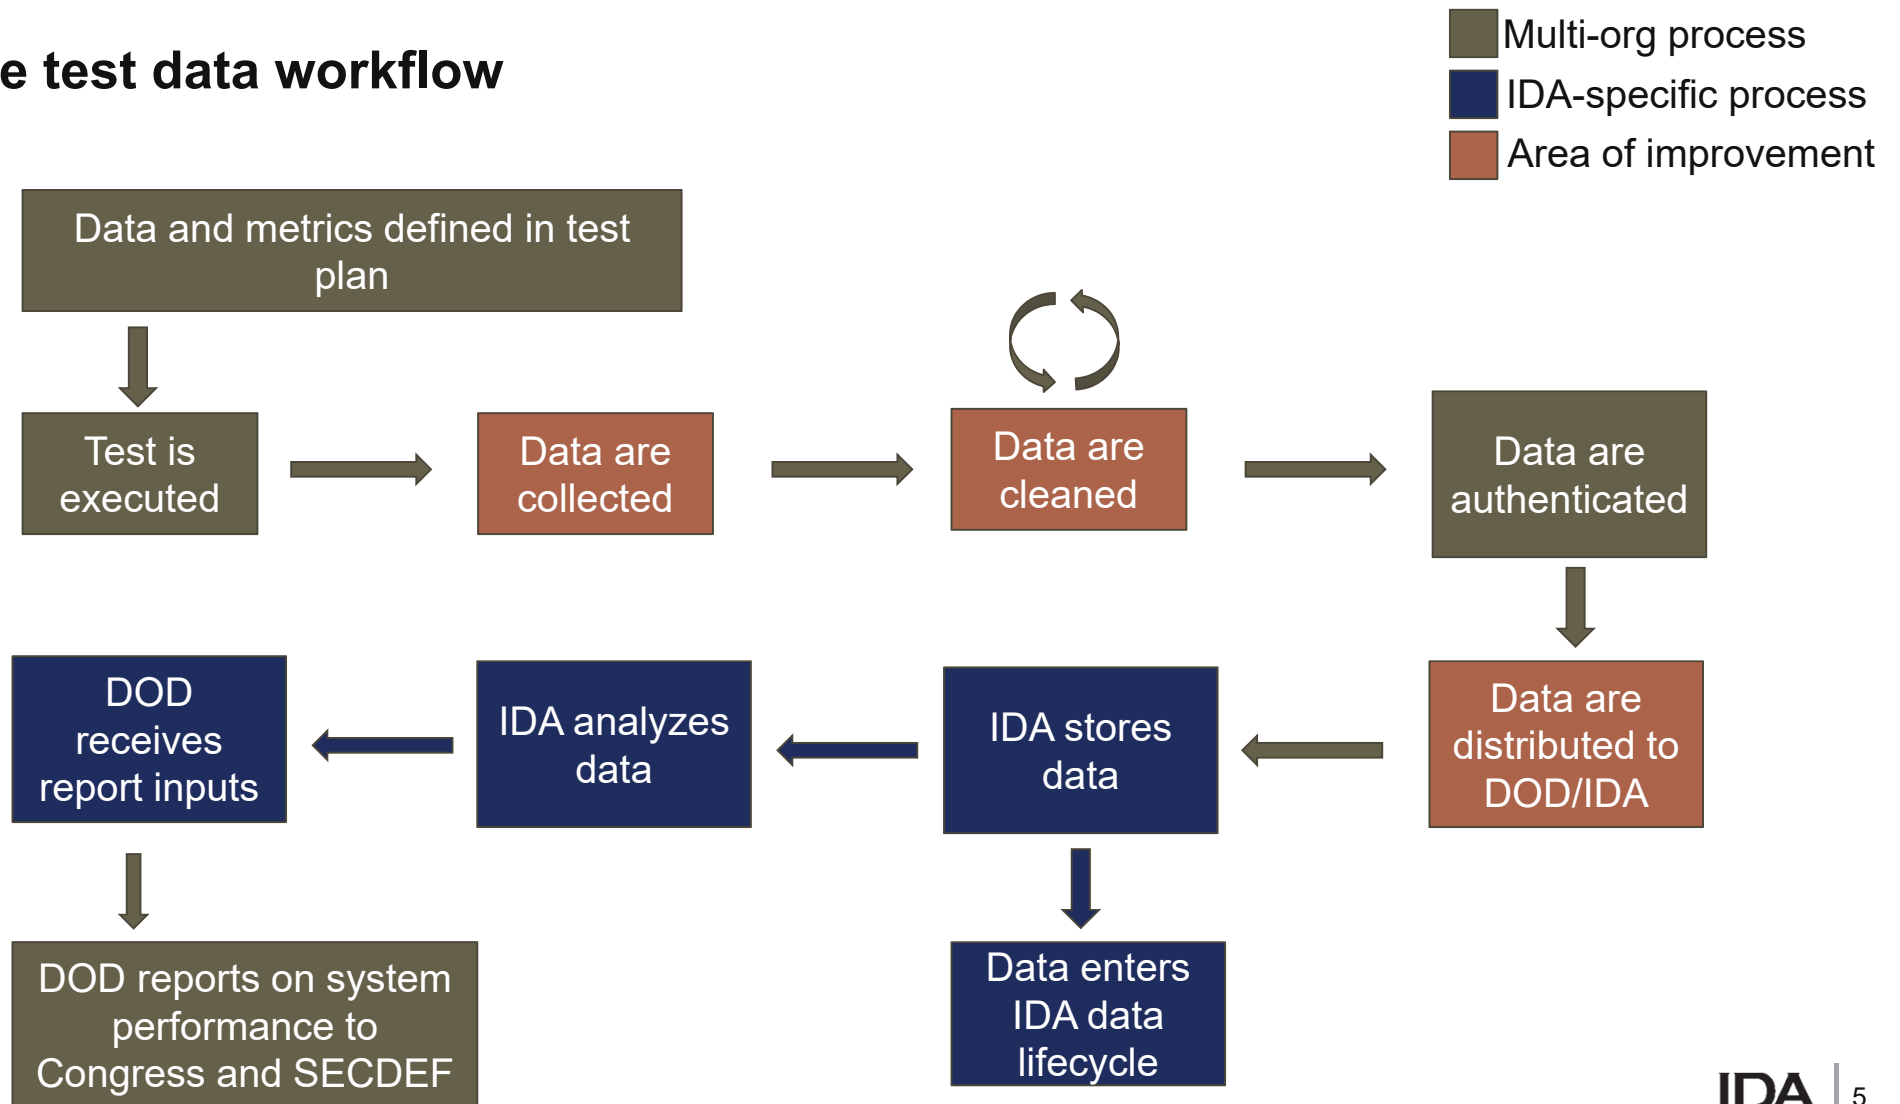 e test data workflow
Multi-org process
IDA-specific process
Area of improvement
Data and metrics defined in test
plan
Test is
executed
Data are
collected
Data are
cleaned
Data are
authenticated
Data are
distributed to
DOD/IDA
IDA stores
data
IDA analyzes
data
DOD
receives
report inputs
DOD reports on system
performance to
Congress and SECDEF
Data enters
IDA data
lifecycle
IDA
5